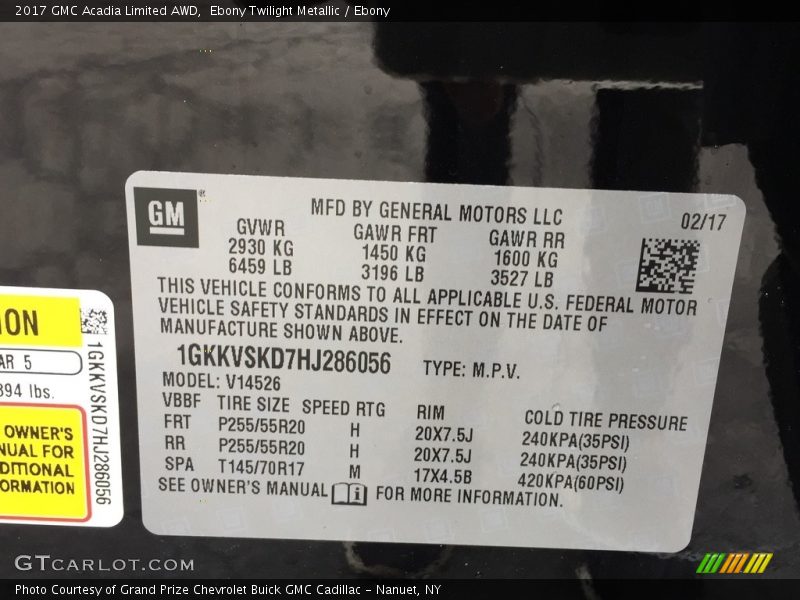 2017 GMC Acadia Limited AWD,  Ebony Twilight Metallic / Ebony
GM
MFD BY GENERAL MOTORS LLC 02/17
GVWR GAWR FRT GAWR RR
2930 KG 1450 KG 1600 KG
6459 LB 3196 LB 3527 LB
THIS VEHICLE CONFORMS TO ALL APPLICABLE U.S. FEDERAL MOTOR
VEHICLE SAFETY STANDARDS IN EFFECT ON THE DATE OF
MANUFACTURE SHOWN ABOVE.
1GKKVSKD7HJ286056 TYPE: M.P.V.
MODEL: V14526
VBBF TIRE SIZE SPEED RTG RIM COLD TIRE PRESSURE
FRT P255/55R20 H 20X7.5J 240KPA(35PSI)
RR P255/55R20 H 20X7.5J 240KPA(35PSI)
SPA T145/70R17 M 17X4.5B 420KPA(60PSI)
SEE OWNER'S MANUAL FOR MORE INFORMATION.
ION
AR 5
394 lbs.
OWNER'S
NUAL FOR
DITIONAL
ORMATION
1GKKVSKD7HJ286056
GTCARLOT.COM
Photo Courtesy of Grand Prize Chevrolet Buick GMC Cadillac - Nanuet, NY